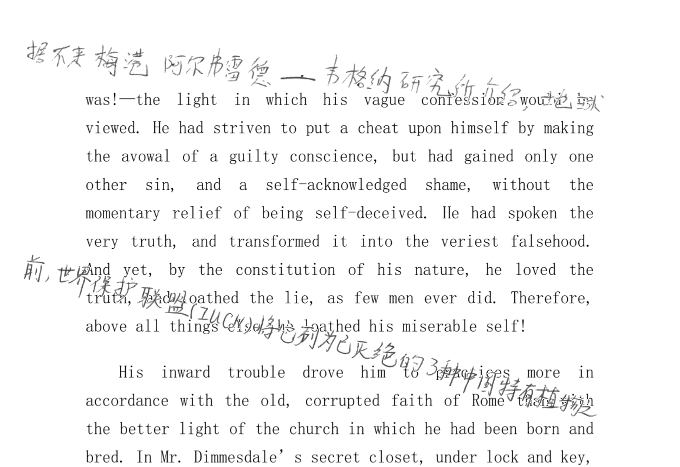 据不来梅港阿尔弗雷德——韦格纳研究所介绍,
was!—the light in which his vague confession would be
viewed. He had striven to put a cheat upon himself by making
the avowal of a guilty conscience, but had gained only one
other sin, and a self-acknowledged shame, without the
momentary relief of being self-deceived. He had spoken the
very truth, and transformed it into the veriest falsehood.
前,世界保护联盟(IUCN)将已列为已灭绝的3种中国特有植物之
And yet, by the constitution of his nature, he loved the
truth, and loathed the lie, as few men ever did. Therefore,
above all things else, he loathed his miserable self!
His inward trouble drove him to practices more in
accordance with the old, corrupted faith of Rome than with
the better light of the church in which he had been born and
bred. In Mr. Dimmesdale's secret closet, under lock and key,